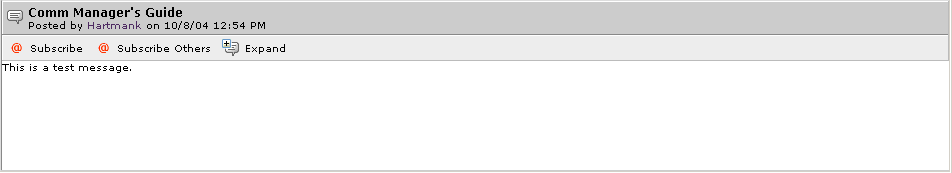 Comm Manager's Guide
Posted by Hartmank on 10/8/04 12:54 PM
@ Subscribe @ Subscribe Others Expand
This is a test message.